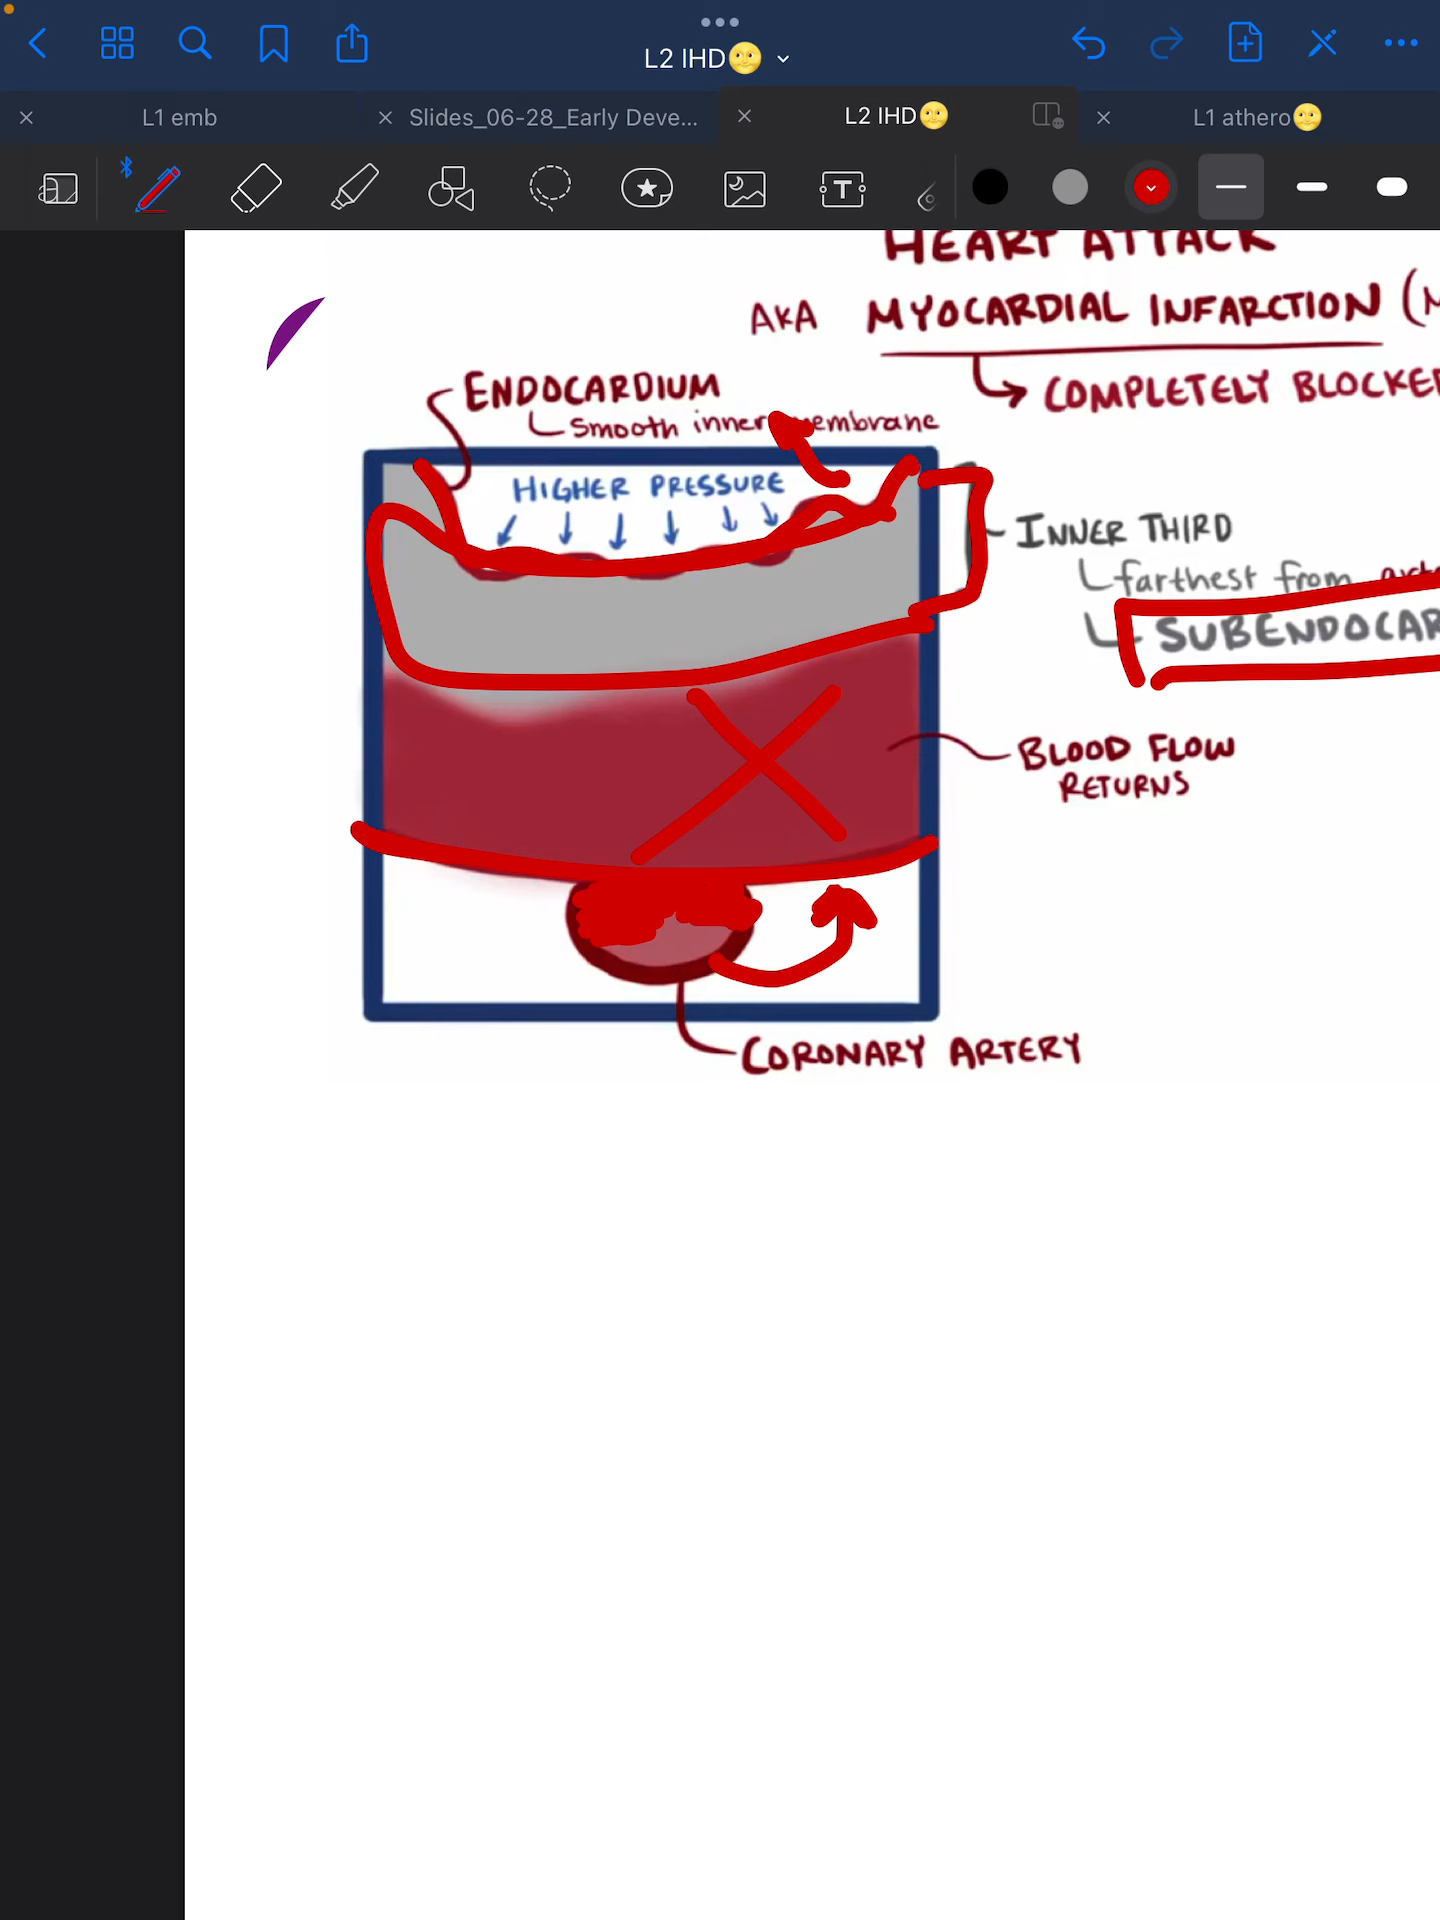 L2 IHD🌝
L1 emb
Slides_06-28_Early Deve...
L2 IHD🌝
L1 athero🌝
T
HEART ATTACK
AKA MYOCARDIAL INFARCTION (M
COMPLETELY BLOCKE
ENDOCARDIUM
Smooth inner membrane
HIGHER PRESSURE
INNER THIRD
farthest from
SUBENDOCAR
BLOOD FLOW
RETURNS
CORONARY ARTERY